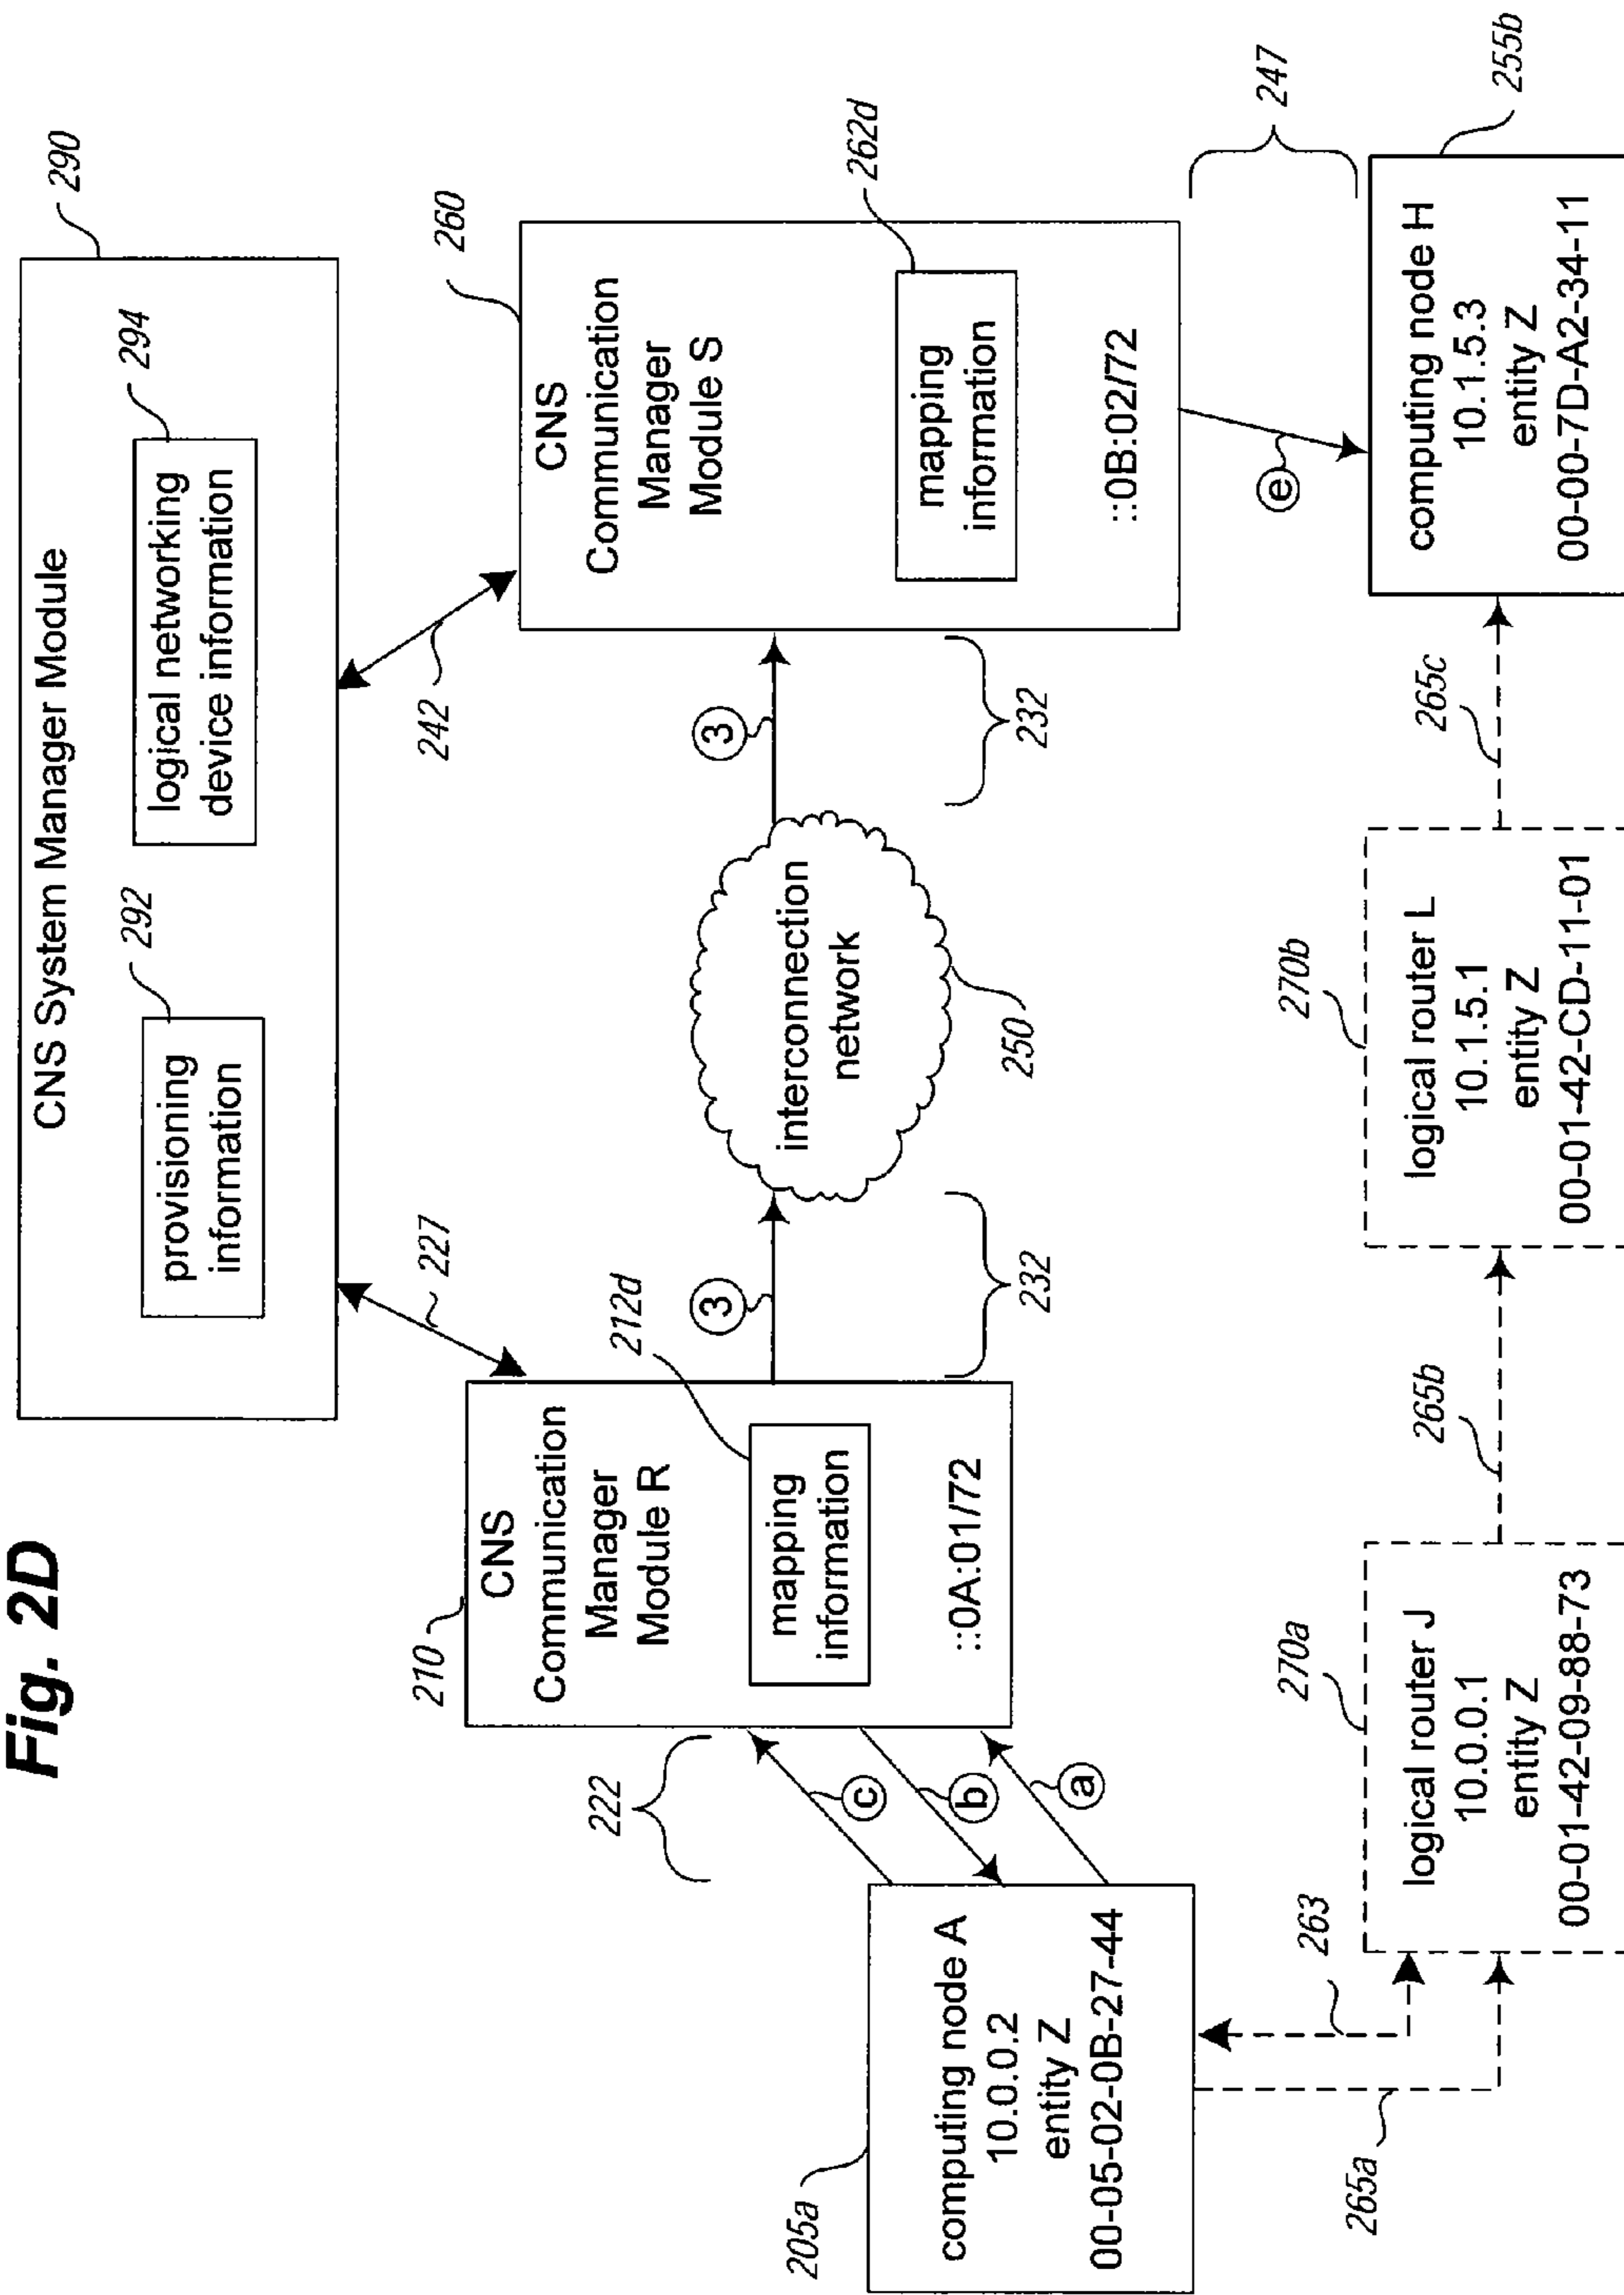 Fig. 2D
CNS System Manager Module
290
provisioning
information
292
logical networking
device information
294
227
242
210
CNS
Communication
Manager
Module R
mapping
information
212d
::0A:01/72
3
232
interconnection
network
250
3
232
260
CNS
Communication
Manager
Module S
mapping
information
262d
::0B:02/72
222
c
b
a
e
247
205a
computing node A
10.0.0.2
entity Z
00-05-02-0B-27-44
263
265a
270a
logical router J
10.0.0.1
entity Z
00-01-42-09-88-73
265b
270b
logical router L
10.1.5.1
entity Z
00-01-42-CD-11-01
265c
255b
computing node H
10.1.5.3
entity Z
00-00-7D-A2-34-11